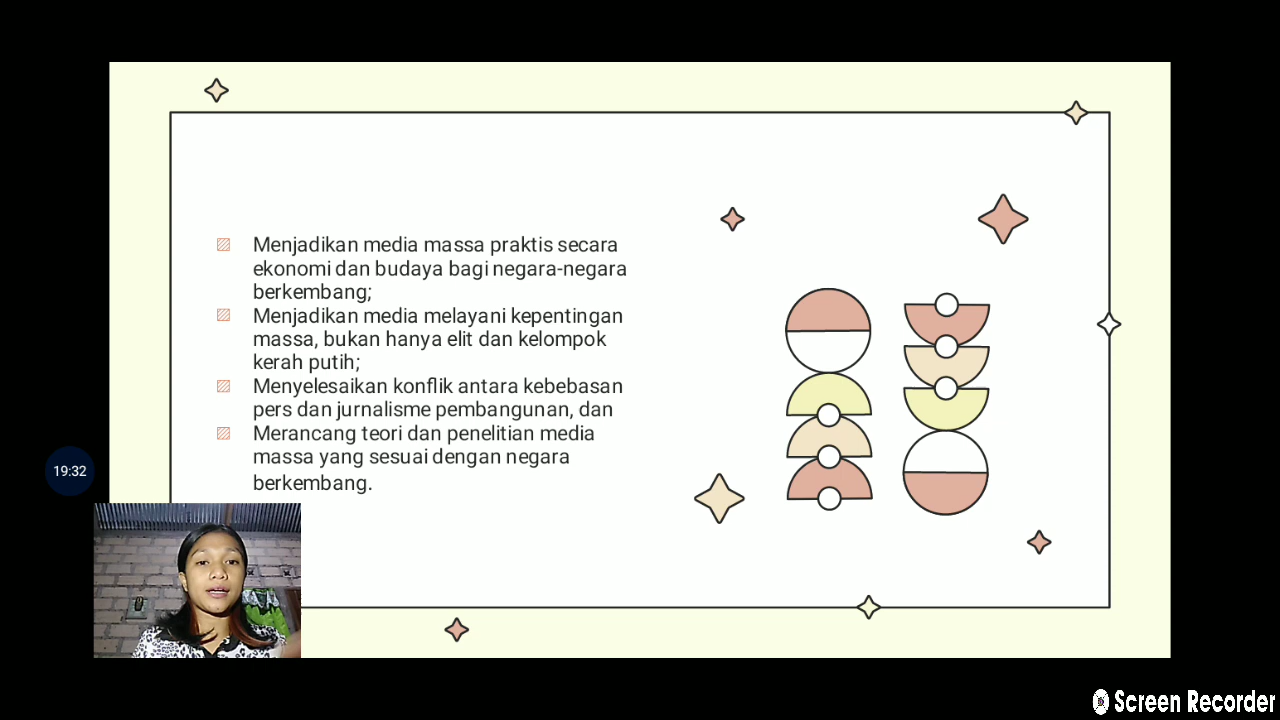 Menjadikan media massa praktis secara
ekonomi dan budaya bagi negara-negara
berkembang;
Menjadikan media melayani kepentingan
massa, bukan hanya elit dan kelompok
kerah putih;
Menyelesaikan konflik antara kebebasan
pers dan jurnalisme pembangunan, dan
Merancang teori dan penelitian media
massa yang sesuai dengan negara
berkembang.
19:32
Screen Recorder